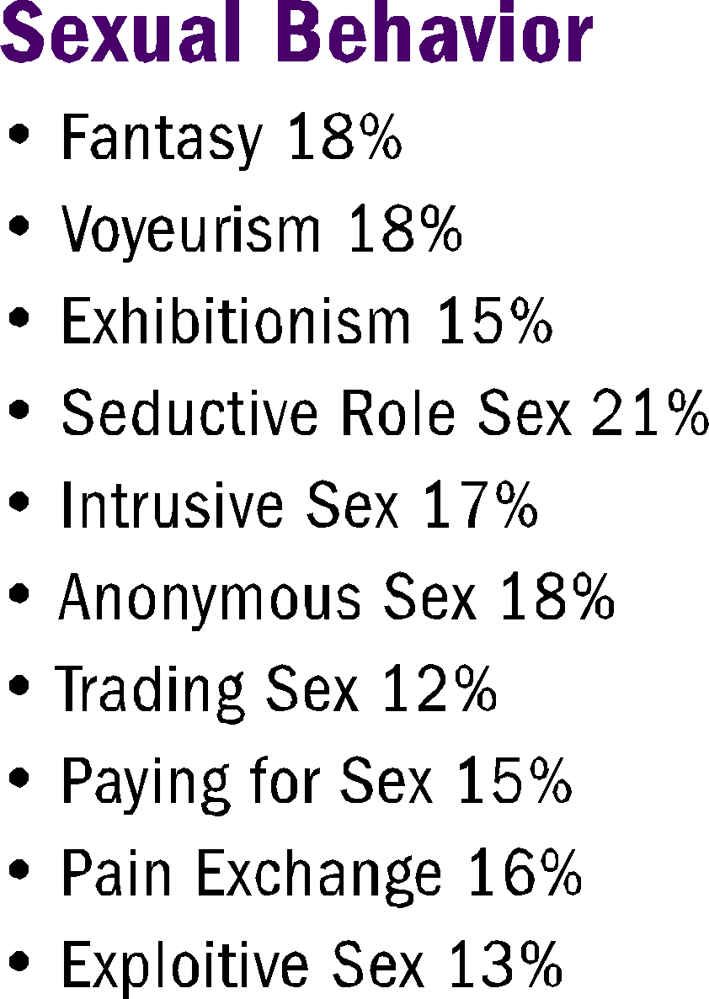 Sexual Behavior
• Fantasy 18%
• Voyeurism 18%
• Exhibitionism 15%
• Seductive Role Sex 21%
• Intrusive Sex 17%
• Anonymous Sex 18%
• Trading Sex 12%
• Paying for Sex 15%
• Pain Exchange 16%
• Exploitive Sex 13%